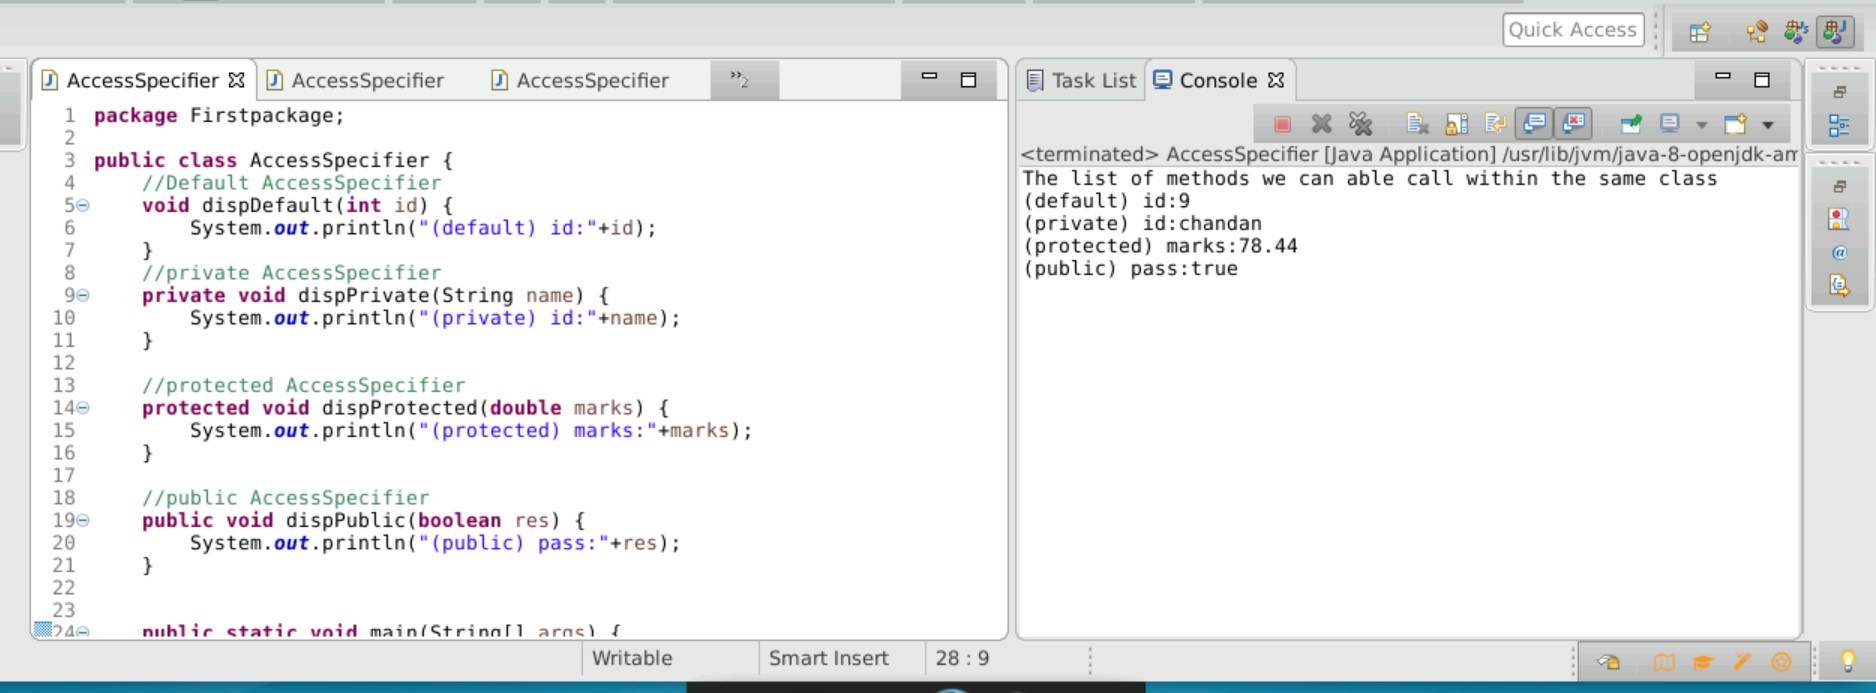 Quick Access
AccessSpecifier
AccessSpecifier
AccessSpecifier
»2
1 package Firstpackage;
2
3 public class AccessSpecifier {
4 //Default AccessSpecifier
5 void dispDefault(int id) {
6 System.out.println("(default) id:"+id);
7 }
8 //private AccessSpecifier
9 private void dispPrivate(String name) {
10 System.out.println("(private) id:"+name);
11 }
12
13 //protected AccessSpecifier
14 protected void dispProtected(double marks) {
15 System.out.println("(protected) marks:"+marks);
16 }
17
18 //public AccessSpecifier
19 public void dispPublic(boolean res) {
20 System.out.println("(public) pass:"+res);
21 }
22
23
24 public static void main(String[] args) {
Task List
Console
<terminated> AccessSpecifier [Java Application] /usr/lib/jvm/java-8-openjdk-am
The list of methods we can able call within the same class
(default) id:9
(private) id:chandan
(protected) marks:78.44
(public) pass:true
Writable
Smart Insert
28 : 9